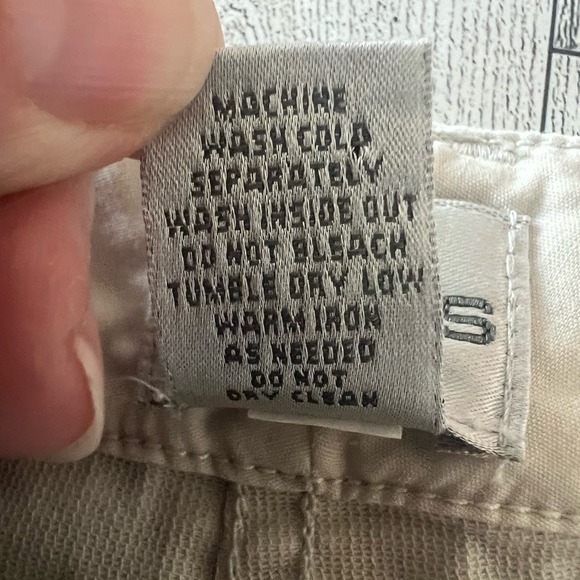 MACHINE
WASH COLD
SEPARATELY
WASH INSIDE OUT
DO NOT BLEACH
TUMBLE DRY LOW
WARM IRON
AS NEEDED
DO NOT
DRY CLEAN